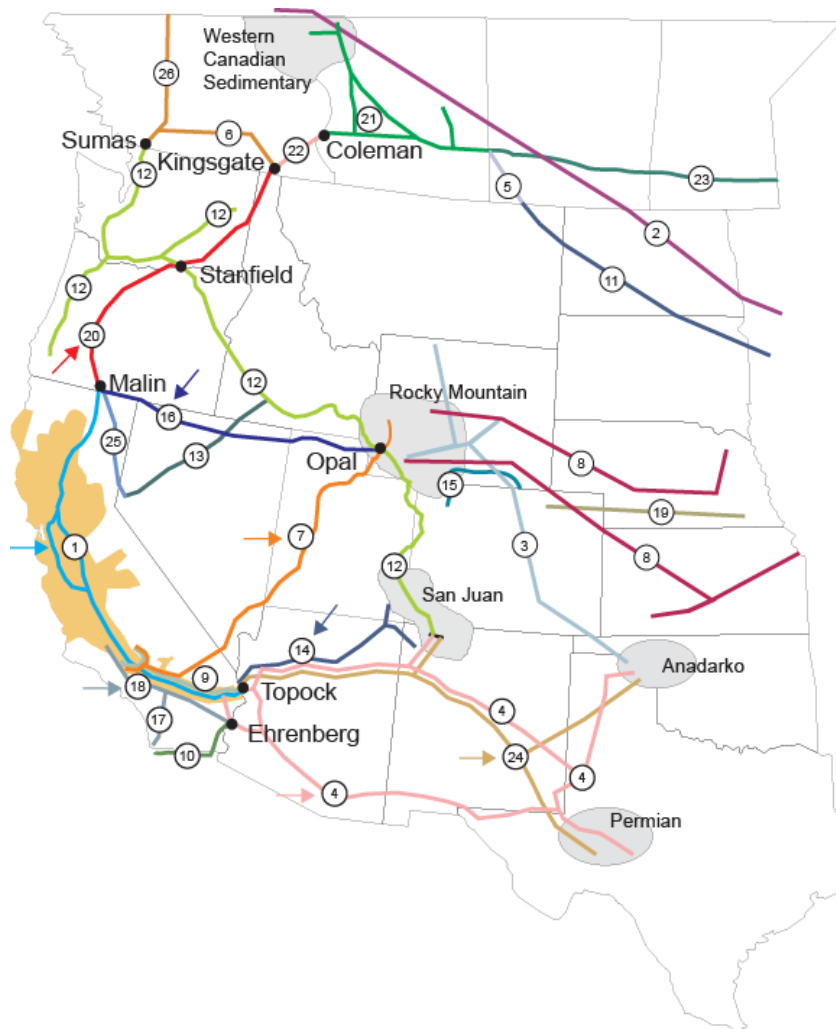 Western
Canadian
Sedimentary
26
Sumas
6
Kingsgate
22
21
Coleman
12
12
5
23
2
Stanfield
11
12
20
Malin
16
12
Rocky Mountain
25
13
Opal
8
15
19
1
7
3
8
12
San Juan
14
Anadarko
9
18
Topock
4
17
Ehrenberg
10
24
4
4
Permian